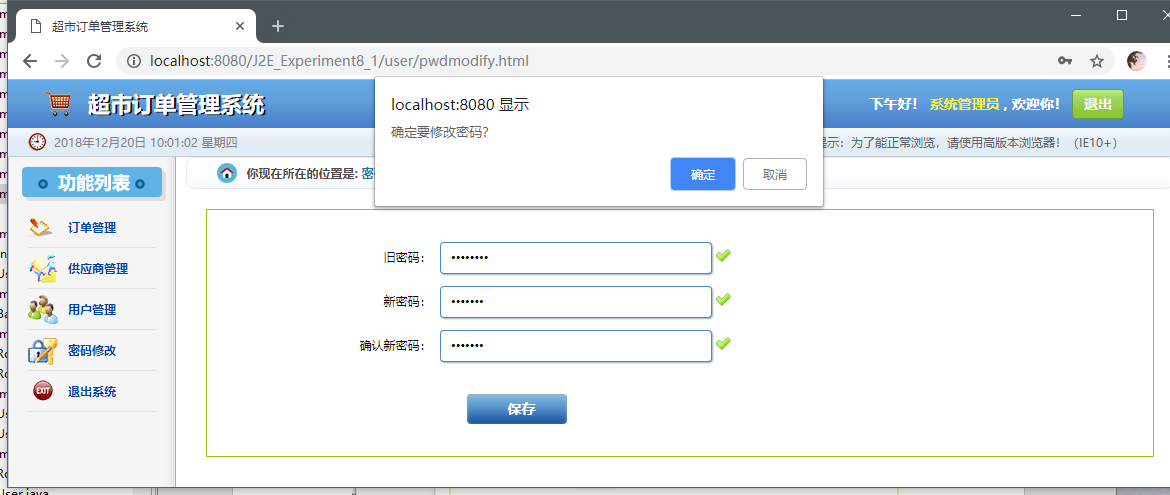 超市订单管理系统
localhost:8080/J2E_Experiment8_1/user/pwdmodify.html
超市订单管理系统
下午好! 系统管理员 , 欢迎你!
退出
localhost:8080 显示
确定要修改密码?
确定
取消
2018年12月20日 10:01:02 星期四
示: 为了能正常浏览，请使用高版本浏览器! （IE10+）
功能列表
你现在所在的位置是:
订单管理
供应商管理
用户管理
密码修改
EXIT 退出系统
旧密码：
新密码：
确认新密码：
保存
User.java